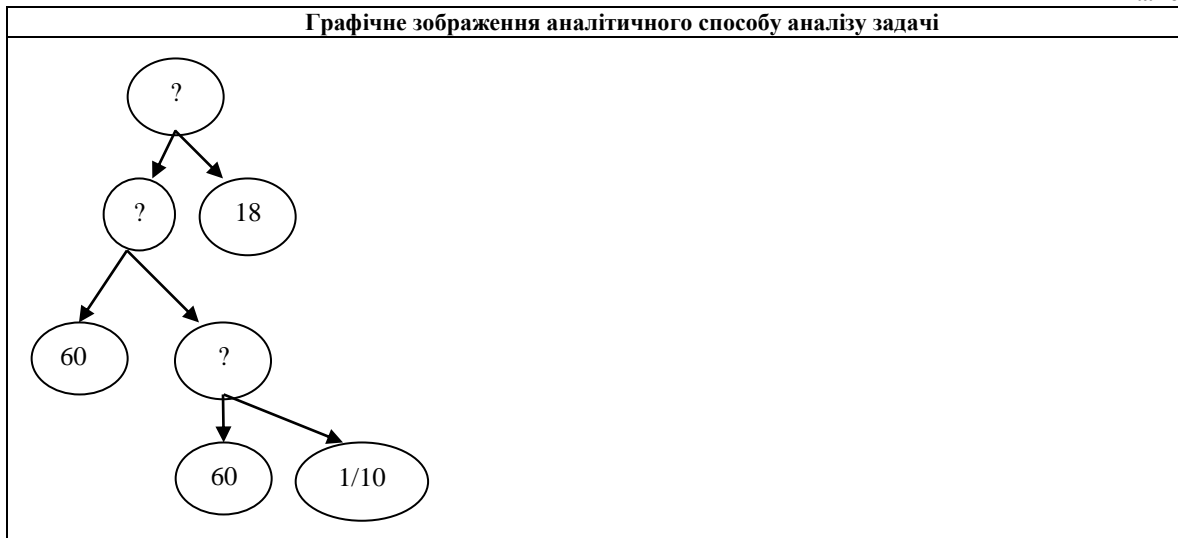 Графічне зображення аналітичного способу аналізу задачі
?
? 18
60 ?
60 1/10